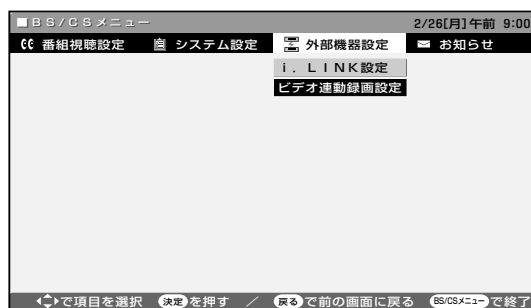 ■BS/CSメニュー 2/26[月]午前 9:00
番組視聴設定 システム設定 外部機器設定 お知らせ
i．LINK設定
ビデオ連動録画設定
で項目を選択 決定を押す ／ 戻るで前の画面に戻る BS/CSメニューで終了